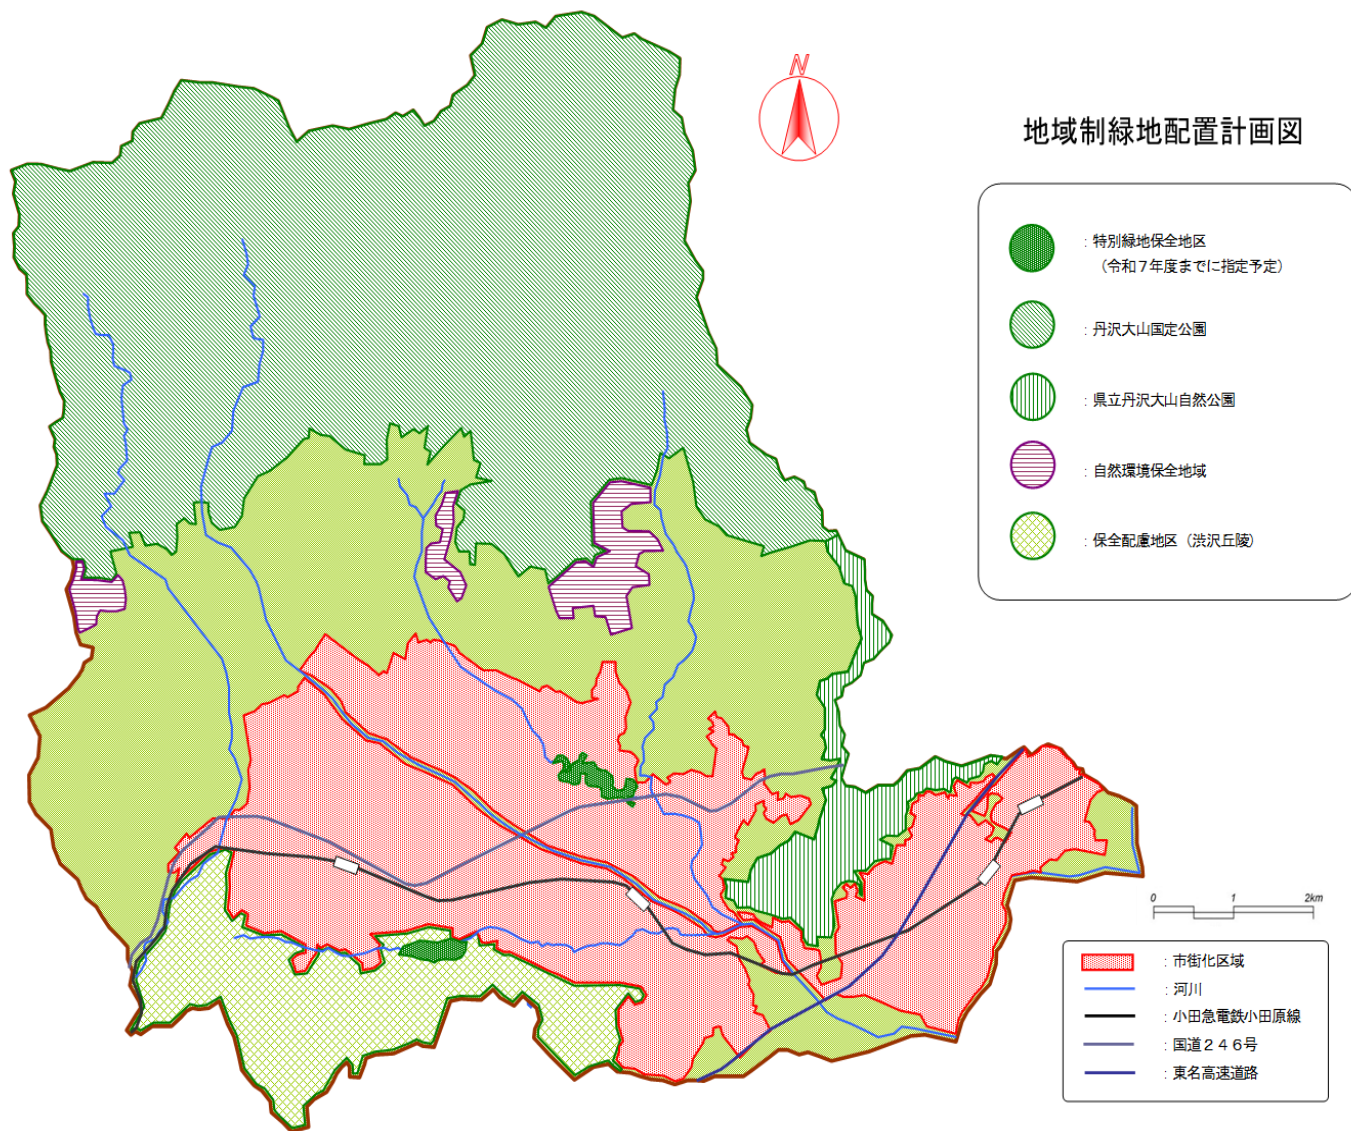 N
地域制緑地配置計画図
：特別緑地保全地区
（令和７年度までに指定予定）
：丹沢大山国定公園
：県立丹沢大山自然公園
：自然環境保全地域
：保全配慮地区（渋沢丘陵）
0 1 2km
：市街化区域
：河川
：小田急電鉄小田原線
：国道２４６号
：東名高速道路